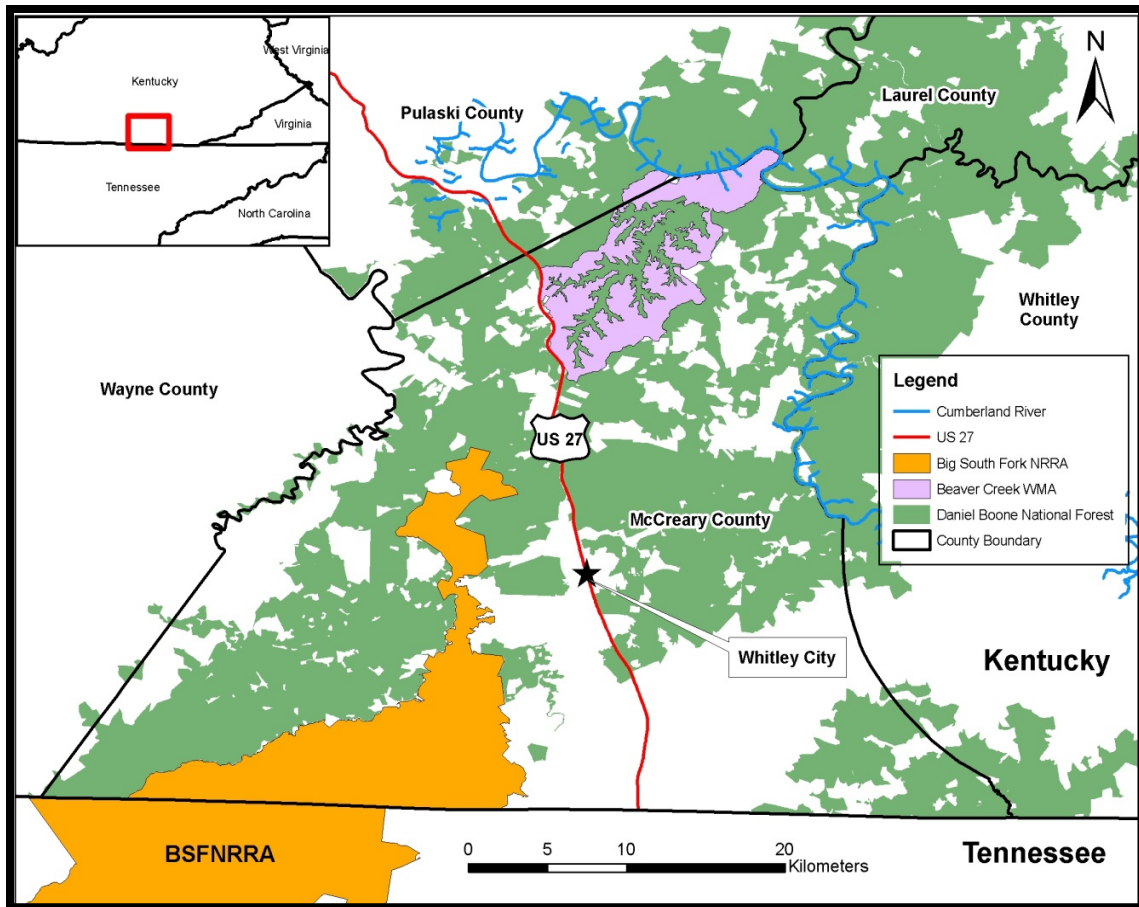 West Virginia
Kentucky
Virginia
Tennessee
North Carolina
N
Pulaski County
Laurel County
Whitley
County
Wayne County
Legend
Cumberland River
US 27
Big South Fork NRRA
Beaver Creek WMA
Daniel Boone National Forest
County Boundary
US 27
McCreary County
Whitley City
Kentucky
BSFNRRA
0 5 10 20
Kilometers
Tennessee